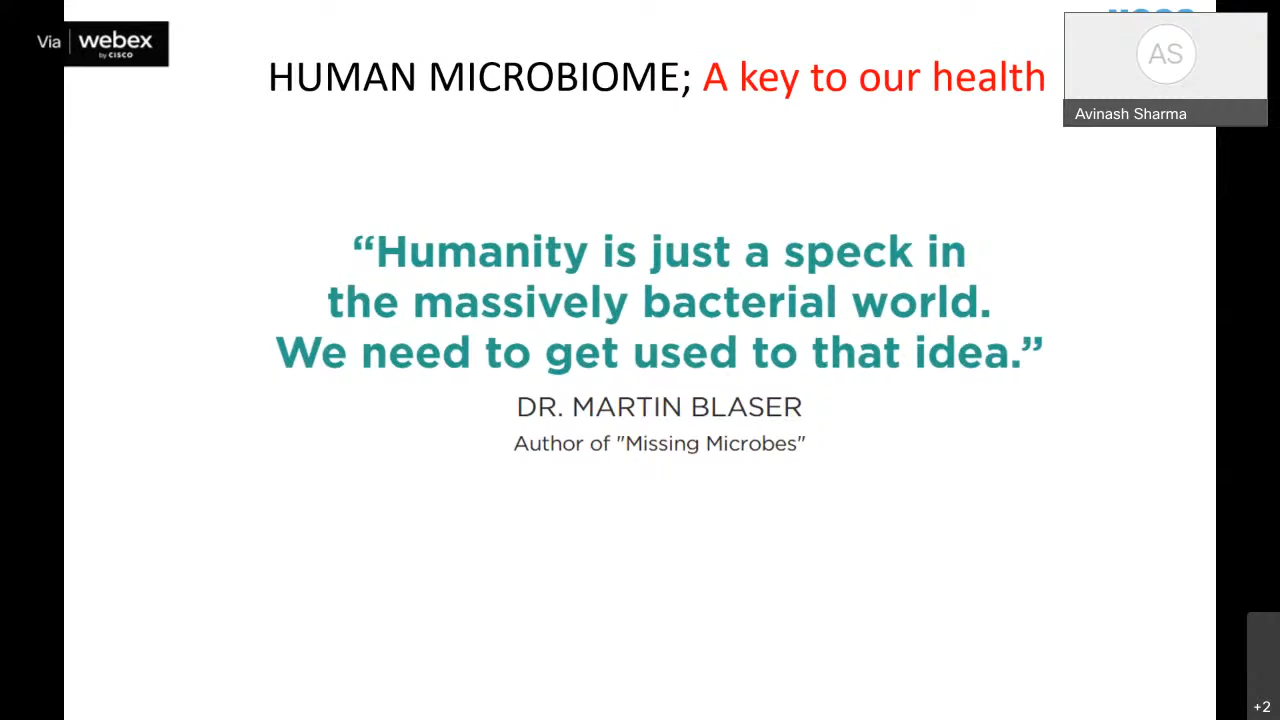 Via webex
by CISCO
HUMAN MICROBIOME; A key to our health
AS
Avinash Sharma
“Humanity is just a speck in
the massively bacterial world.
We need to get used to that idea.”
DR. MARTIN BLASER
Author of "Missing Microbes"
+2